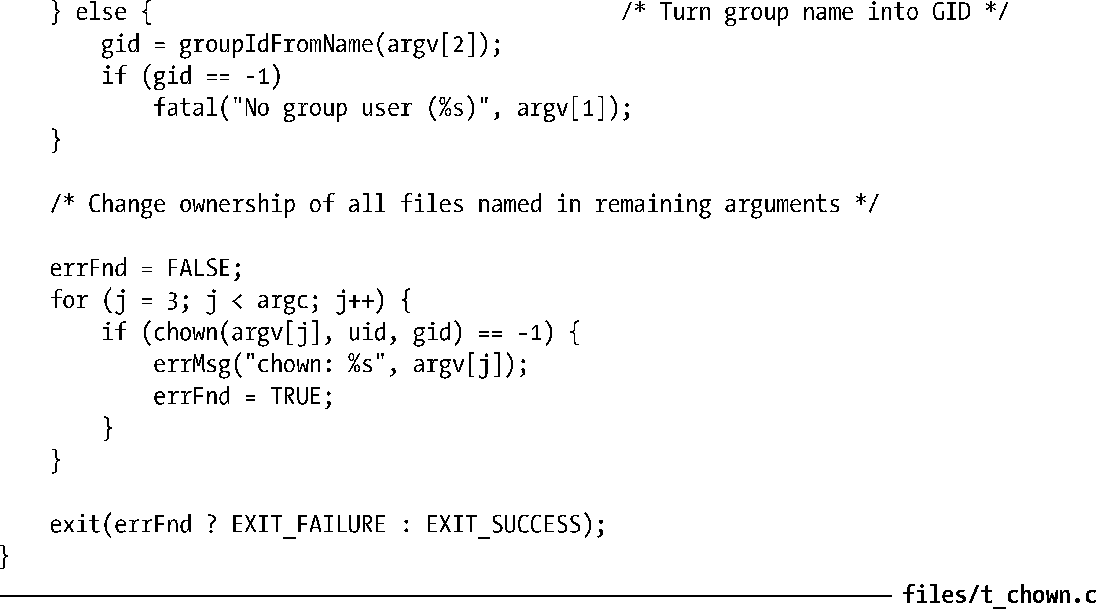 } else {                                     /* Turn group name into GID */
        gid = groupIdFromName(argv[2]);
        if (gid == -1)
            fatal("No group user (%s)", argv[1]);
    }

    /* Change ownership of all files named in remaining arguments */

    errFnd = FALSE;
    for (j = 3; j < argc; j++) {
        if (chown(argv[j], uid, gid) == -1) {
            errMsg("chown: %s", argv[j]);
            errFnd = TRUE;
        }
    }

    exit(errFnd ? EXIT_FAILURE : EXIT_SUCCESS);
}
files/t_chown.c